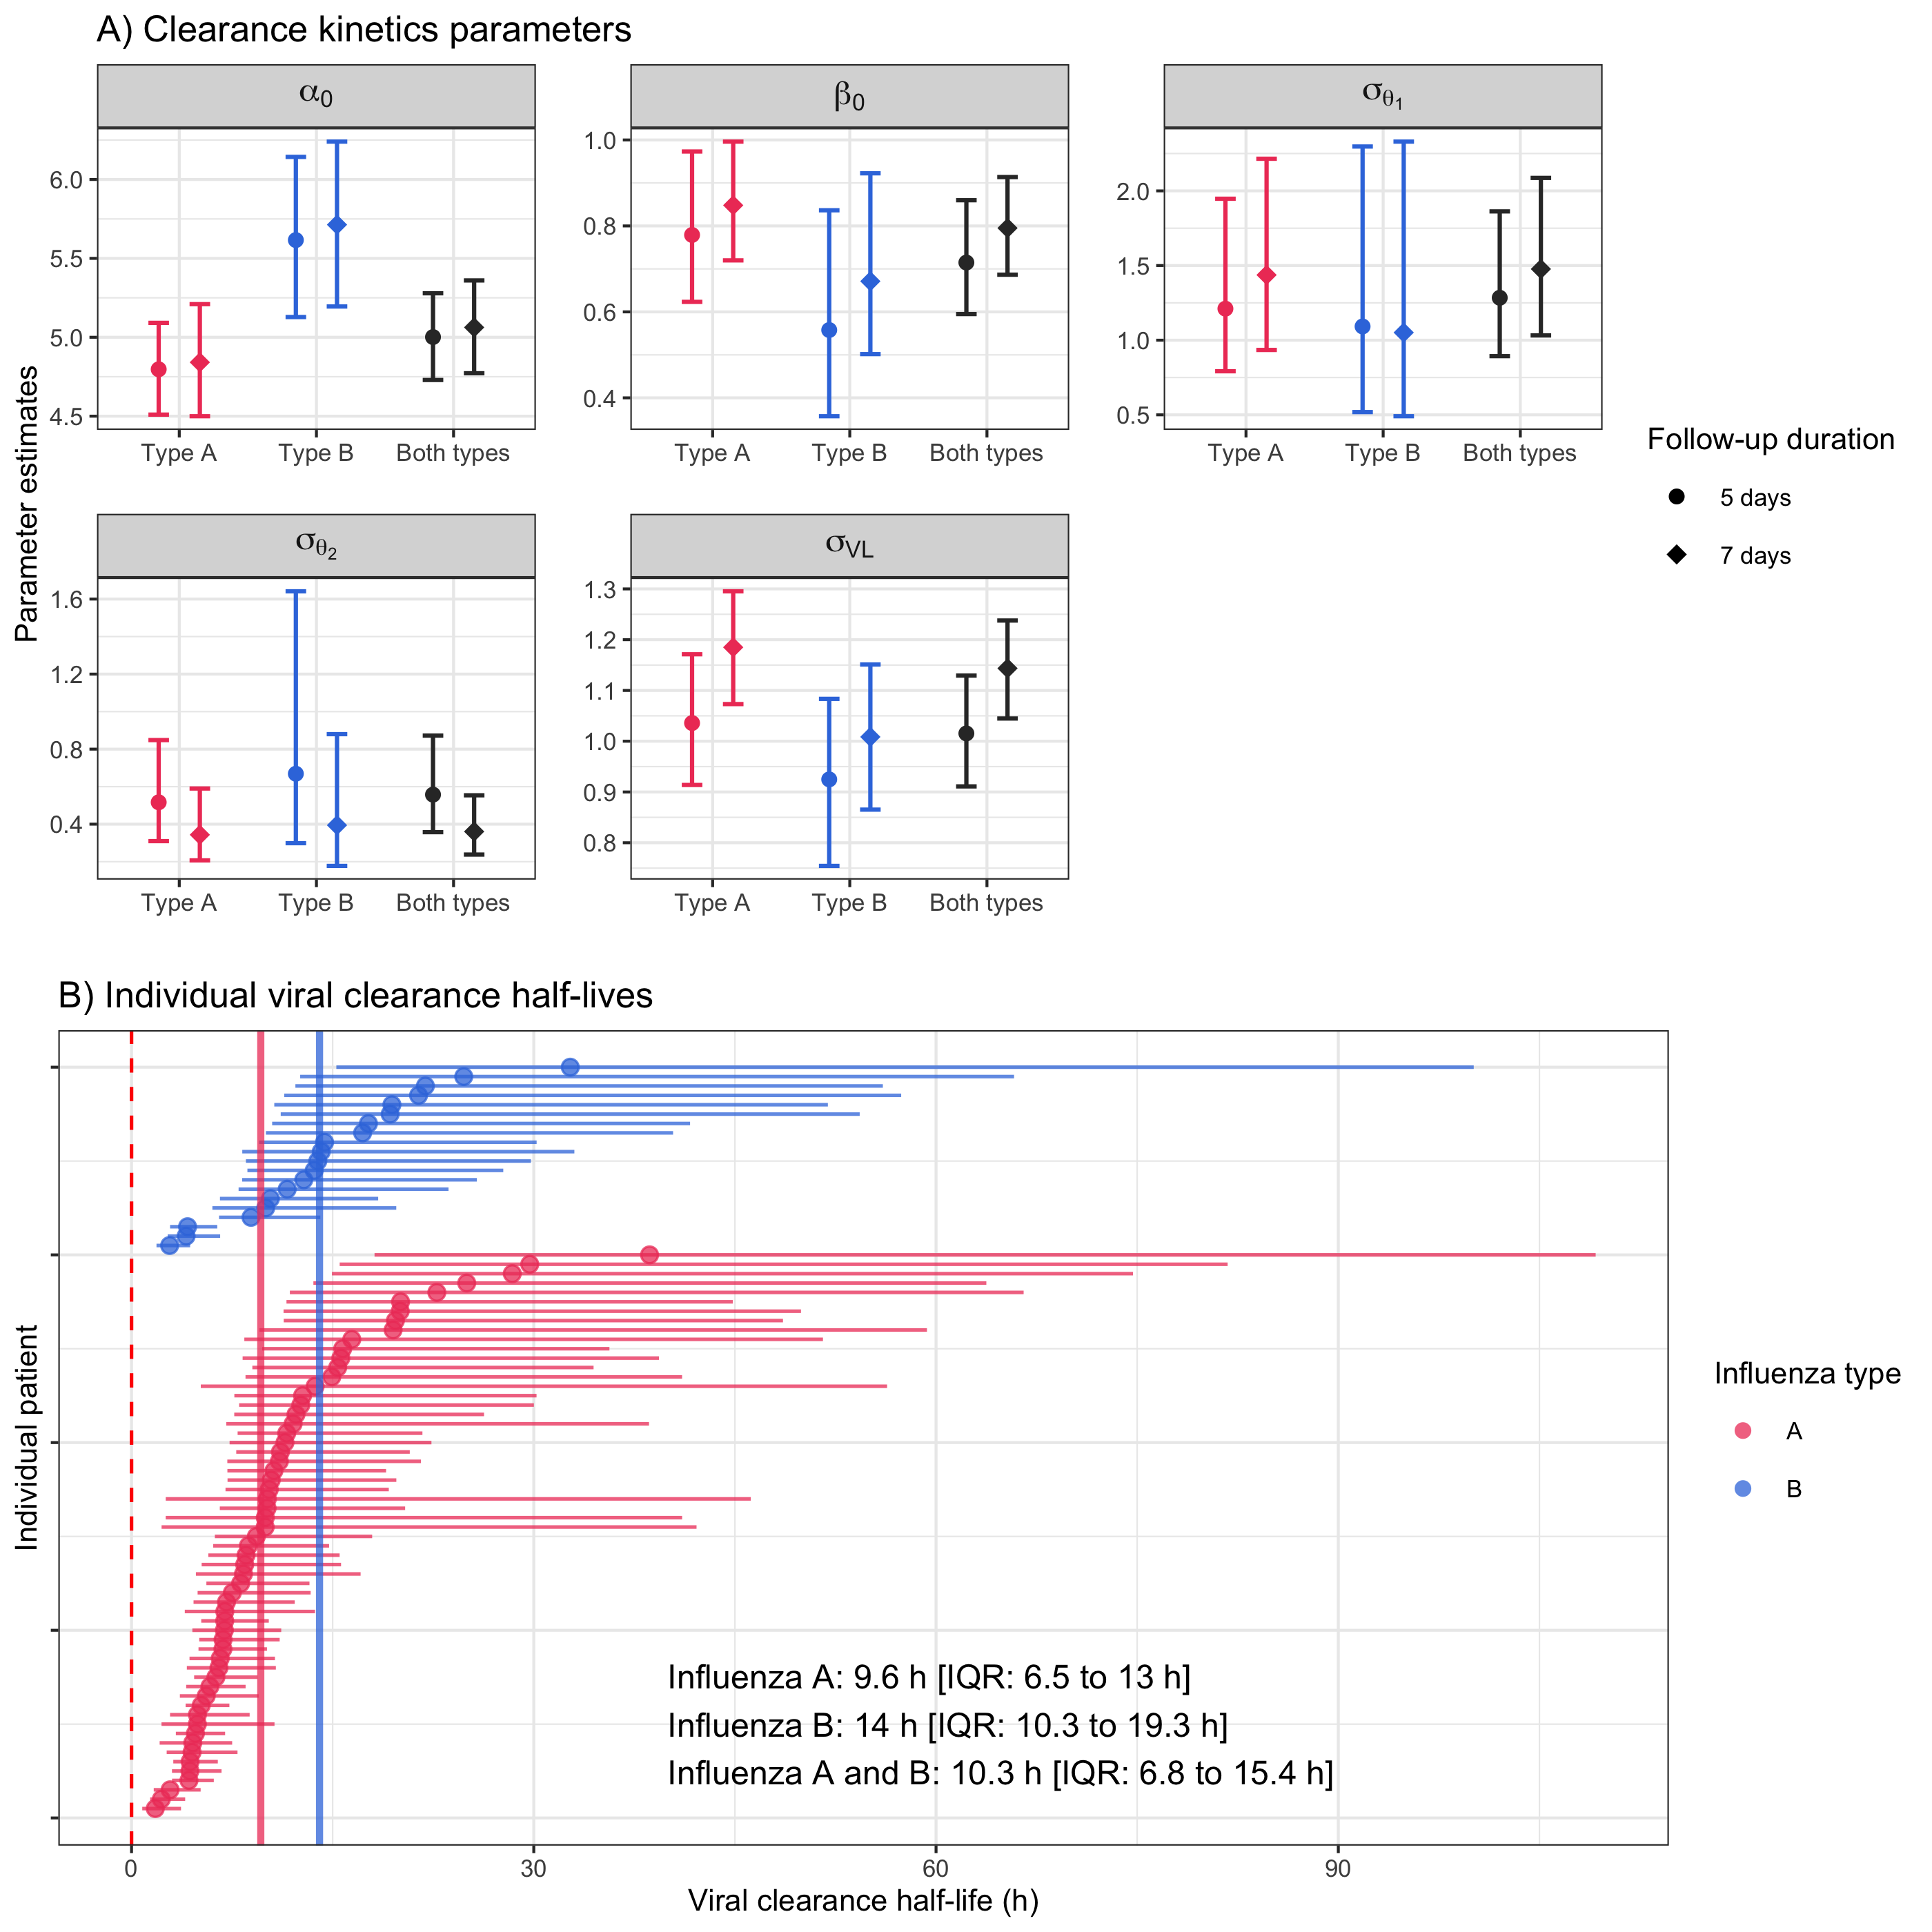 A) Clearance kinetics parameters
α0
β0
σθ1
6.0
5.5
5.0
4.5
1.0
0.8
0.6
0.4
2.0
1.5
1.0
0.5
Type A Type B Both types
Type A Type B Both types
Type A Type B Both types
Parameter estimates
σθ2
σVL
1.6
1.2
0.8
0.4
1.3
1.2
1.1
1.0
0.9
0.8
Type A Type B Both types
Type A Type B Both types
Follow-up duration
5 days
7 days
B) Individual viral clearance half-lives
Individual patient
Influenza A: 9.6 h [IQR: 6.5 to 13 h]
Influenza B: 14 h [IQR: 10.3 to 19.3 h]
Influenza A and B: 10.3 h [IQR: 6.8 to 15.4 h]
0 30 60 90
Viral clearance half-life (h)
Influenza type
A
B